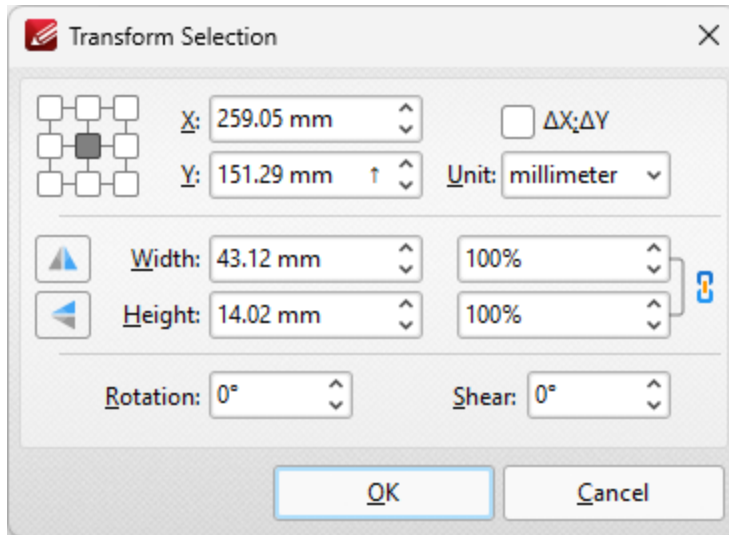 Transform Selection
X: 259.05 mm ΔX;ΔY
Y: 151.29 mm ↑ Unit: millimeter
Width: 43.12 mm 100%
Height: 14.02 mm 100%
Rotation: 0° Shear: 0°
OK Cancel